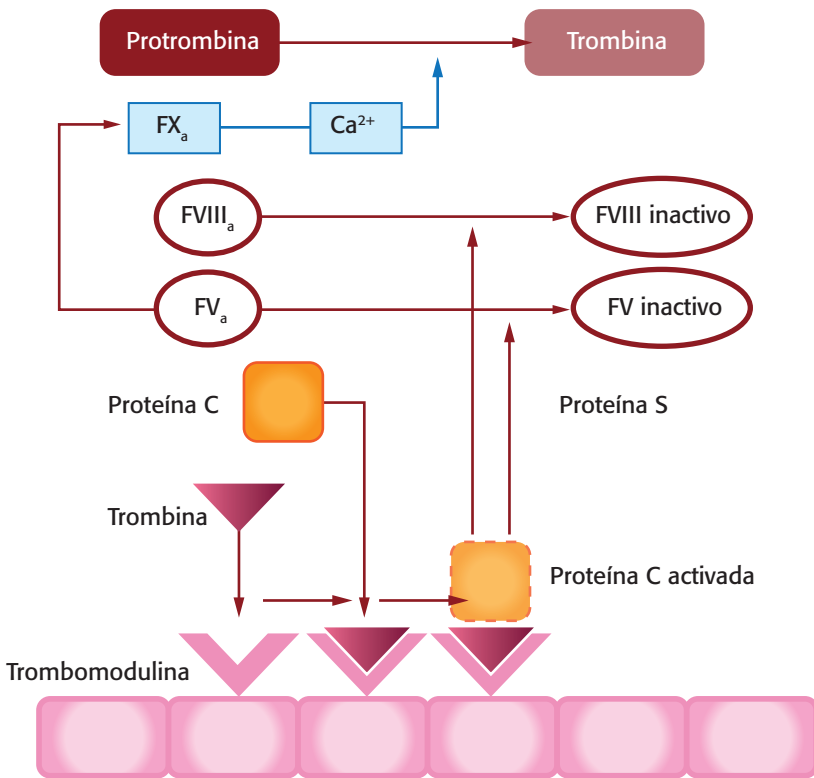 Protrombina
Trombina
FXₐ
Ca²⁺
FVIIIₐ
FVIII inactivo
FVₐ
FV inactivo
Proteína C
Proteína S
Trombina
Proteína C activada
Trombomodulina